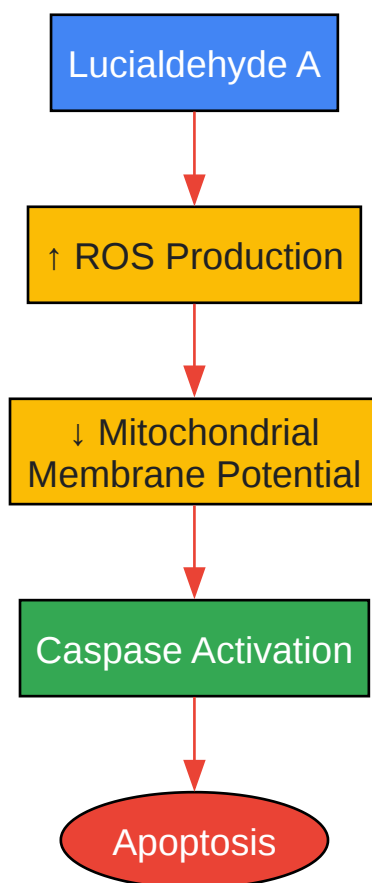 Lucialdehyde A
↑ ROS Production
↓ Mitochondrial
Membrane Potential
Caspase Activation
Apoptosis